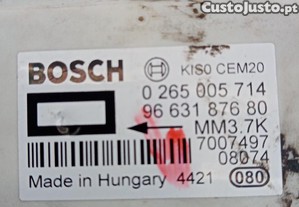 CustoJusto.pt
BOSCH KIS0 CEM20
0 265 005 714
96 631 876 80
MM3.7K
7007497
08074
Made in Hungary 4421 080